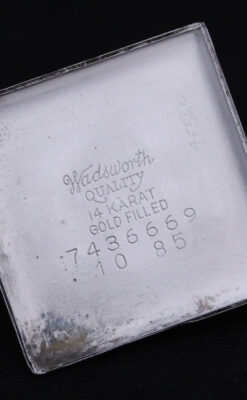 Wadsworth
QUALITY
14 KARAT
GOLD FILLED
7436669
10 85